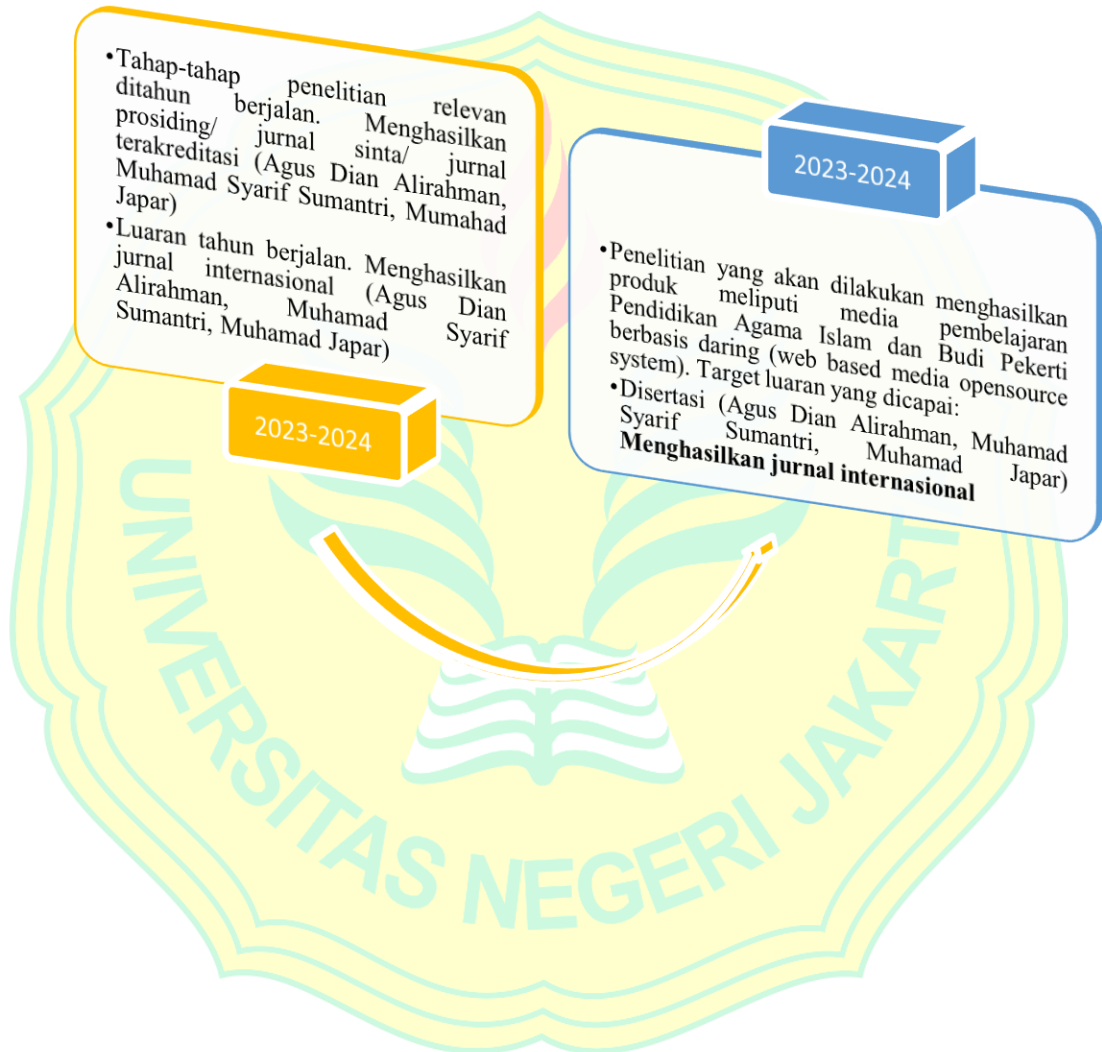 •Tahap-tahap penelitian relevan
ditahun berjalan. Menghasilkan
prosiding/ jurnal sinta/ jurnal
terakreditasi (Agus Dian Alirahman,
Muhamad Syarif Sumantri, Mumahad
Japar)
•Luaran tahun berjalan. Menghasilkan
jurnal internasional (Agus Dian
Alirahman, Muhamad Syarif
Sumantri, Muhamad Japar)
2023-2024
2023-2024
•Penelitian yang akan dilakukan menghasilkan
produk meliputi media pembelajaran
Pendidikan Agama Islam dan Budi Pekerti
berbasis daring (web based media opensource
system). Target luaran yang dicapai:
•Disertasi (Agus Dian Alirahman, Muhamad
Syarif Sumantri, Muhamad Japar)
Menghasilkan jurnal internasional
UNIVERSITAS NEGERI JAKARTA